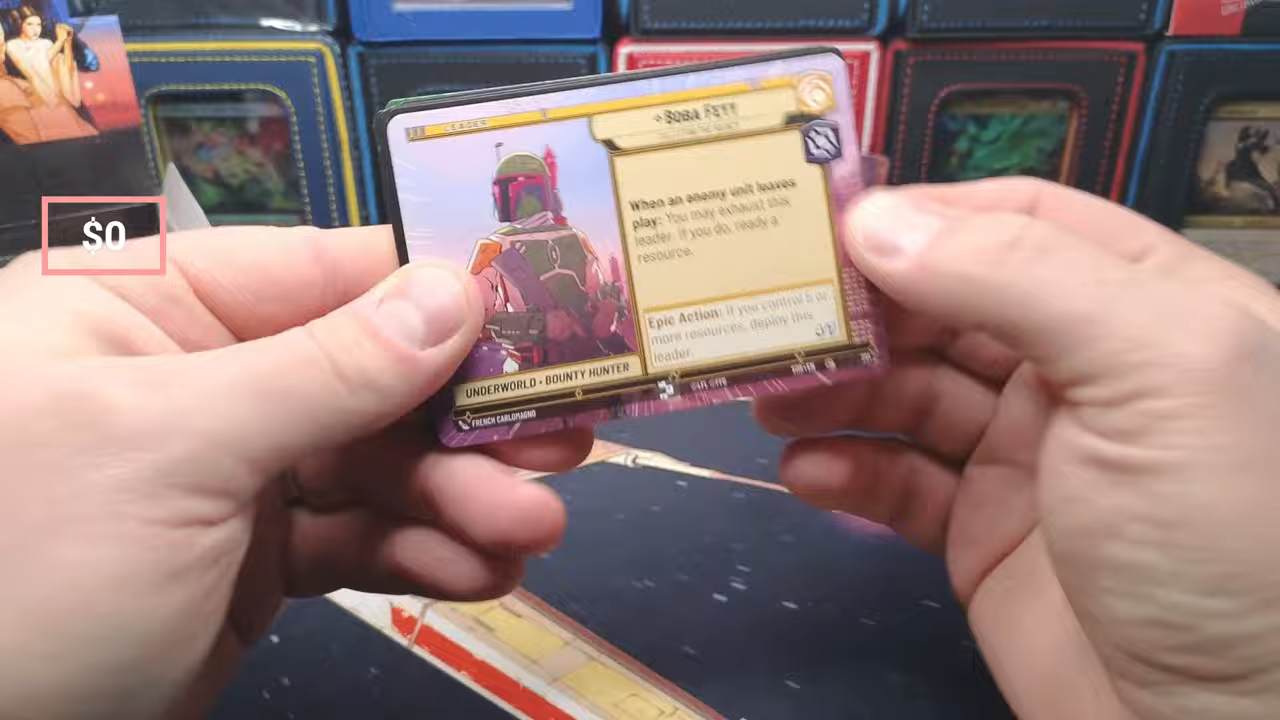 $0
LEADER
BOBA FETT
When an enemy unit leaves
play: You may exhaust this
leader. If you do, ready a
resource.
Epic Action: If you control 5 or
more resources, deploy this
leader.
UNDERWORLD • BOUNTY HUNTER
FRENCH CARLOMAGNO